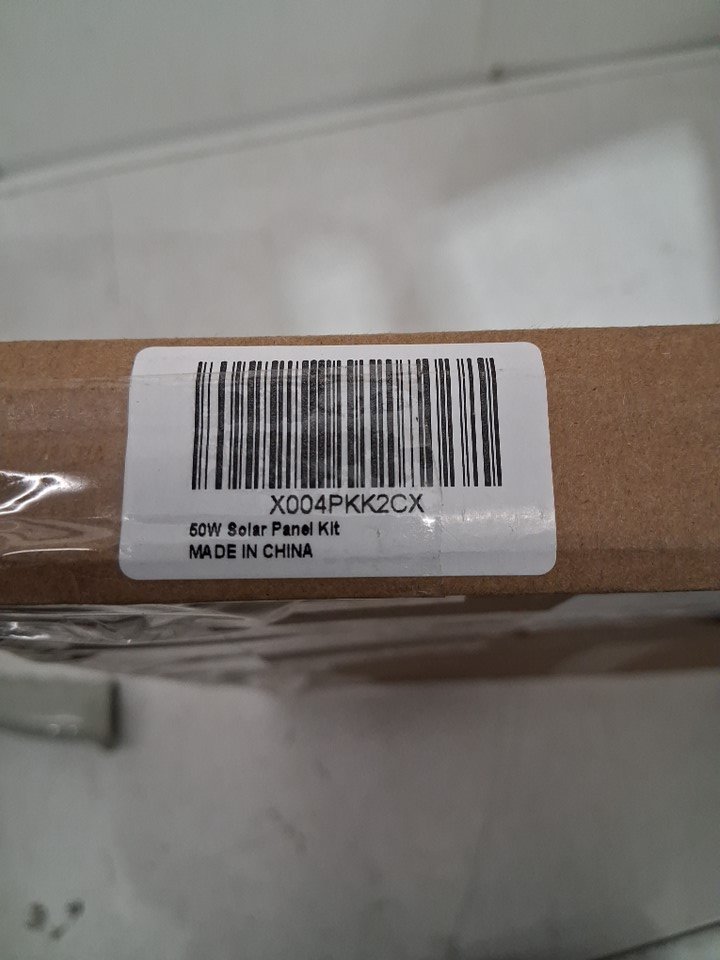 X004PKK2CX
50W Solar Panel Kit
MADE IN CHINA